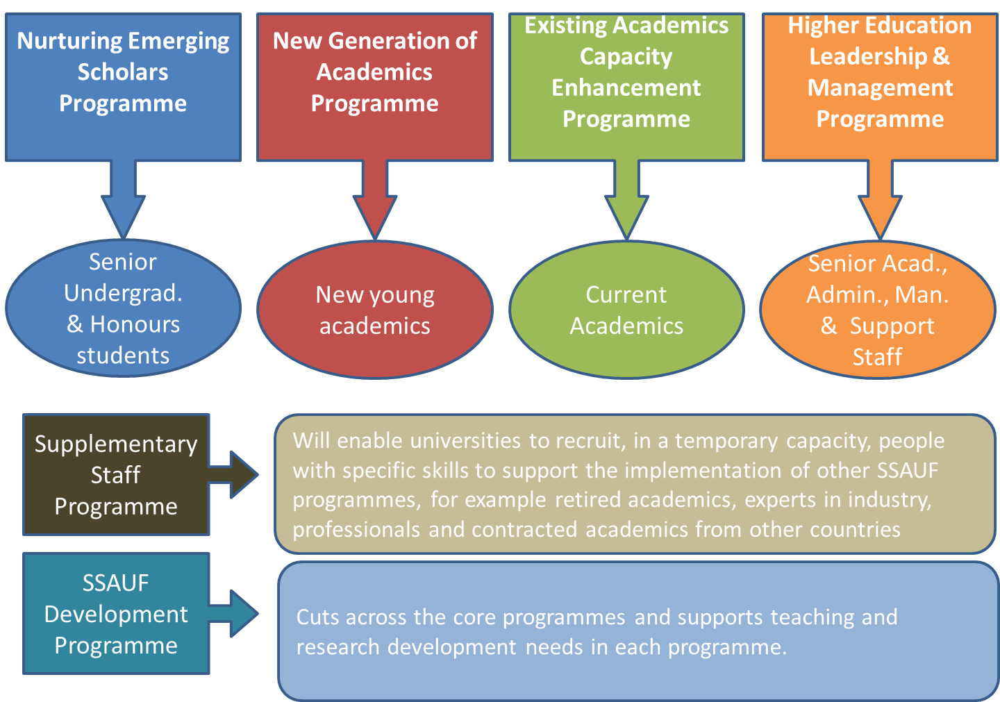 Nurturing Emerging
Scholars
Programme
New Generation of
Academics
Programme
Existing Academics
Capacity
Enhancement
Programme
Higher Education
Leadership &
Management
Programme
Senior
Undergrad.
& Honours
students
New young
academics
Current
Academics
Senior Acad.,
Admin., Man.
& Support
Staff
Supplementary
Staff
Programme
Will enable universities to recruit, in a temporary capacity, people
with specific skills to support the implementation of other SSAUF
programmes, for example retired academics, experts in industry,
professionals and contracted academics from other countries
SSAUF
Development
Programme
Cuts across the core programmes and supports teaching and
research development needs in each programme.